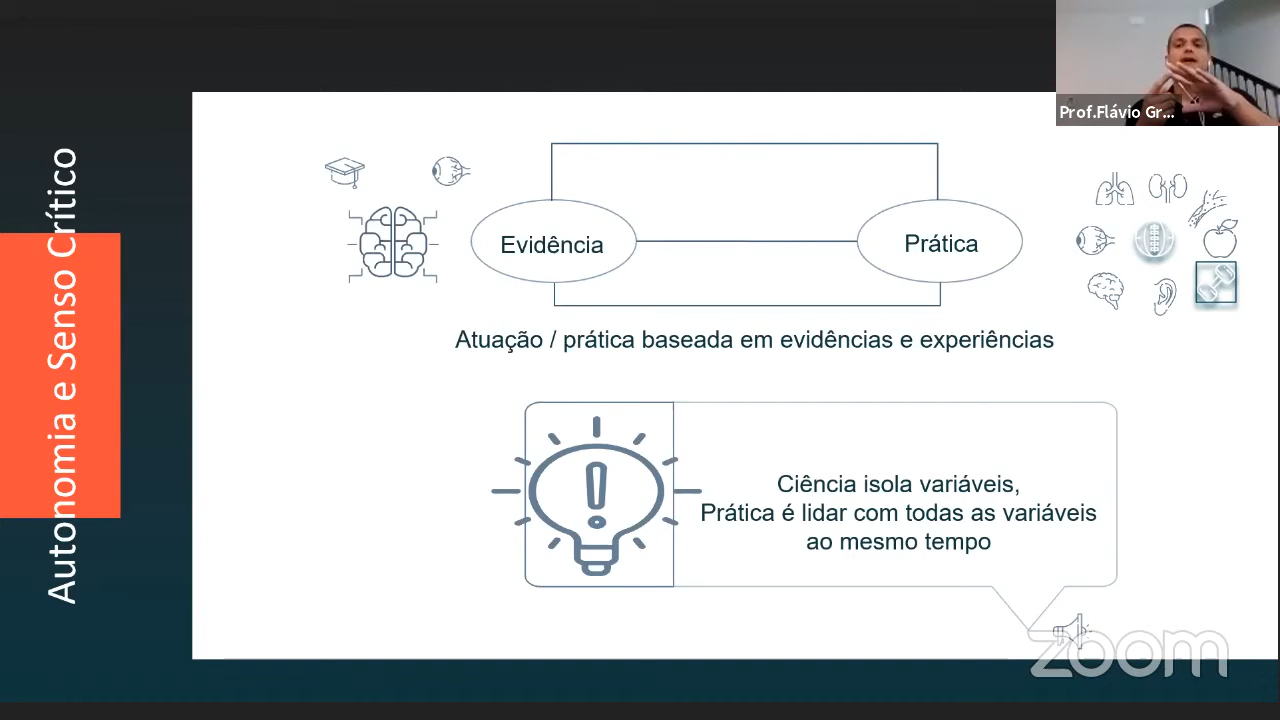 Prof.Flávio Gr...
Autonomia e Senso Crítico
Evidência
Prática
Atuação / prática baseada em evidências e experiências
Ciência isola variáveis,
Prática é lidar com todas as variáveis
ao mesmo tempo
zoom